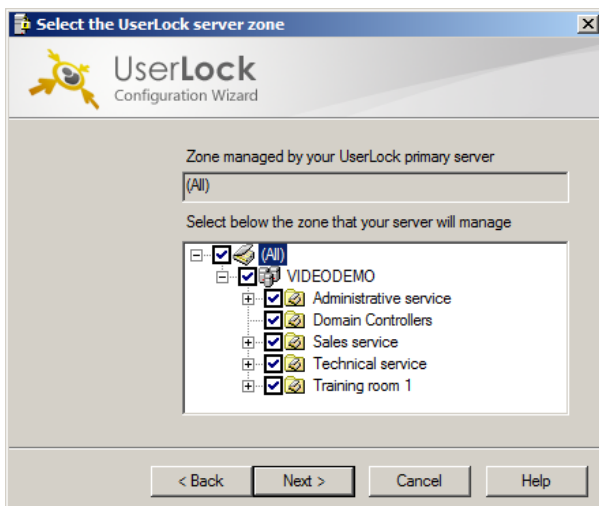 Select the UserLock server zone
UserLock
Configuration Wizard
Zone managed by your UserLock primary server
(All)
Select below the zone that your server will manage
(All)
VIDEODEMO
Administrative service
Domain Controllers
Sales service
Technical service
Training room 1
< Back Next > Cancel Help